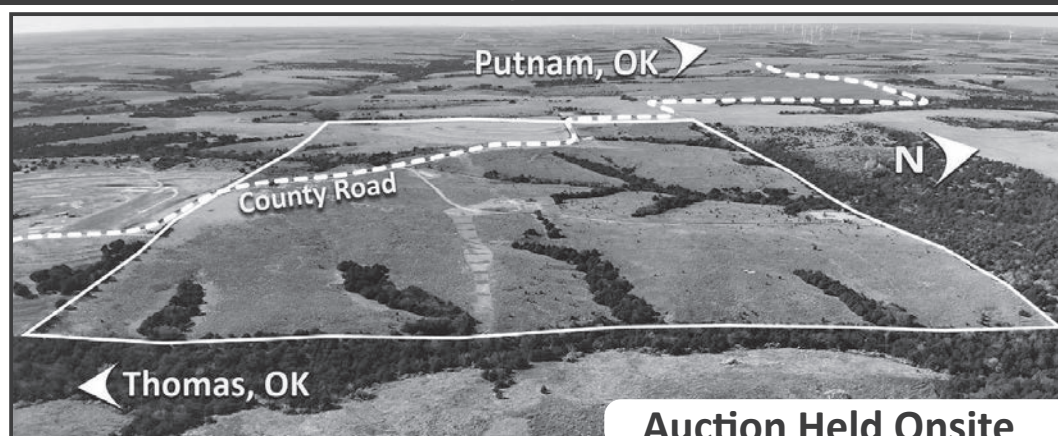 Putnam, OK
N
County Road
Thomas, OK
Auction Held Onsite